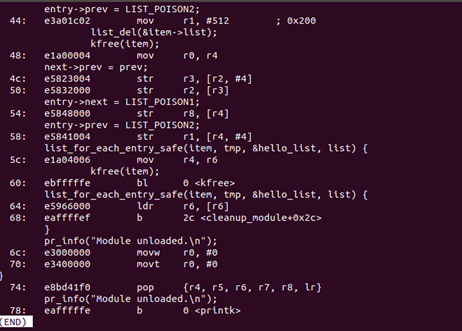 entry->prev = LIST_POISON2;
44: e3a01c02 mov r1, #512 ; 0x200
list_del(&item->list);
kfree(item);
48: e1a00004 mov r0, r4
next->prev = prev;
4c: e5823004 str r3, [r2, #4]
50: e5832000 str r2, [r3]
entry->next = LIST_POISON1;
54: e5848000 str r8, [r4]
entry->prev = LIST_POISON2;
58: e5841004 str r1, [r4, #4]
list_for_each_entry_safe(item, tmp, &hello_list, list) {
5c: e1a04006 mov r4, r6
kfree(item);
60: ebfffffe bl 0 <kfree>
list_for_each_entry_safe(item, tmp, &hello_list, list) {
64: e5966000 ldr r6, [r6]
68: eaffffef b 2c <cleanup_module+0x2c>
}
pr_info("Module unloaded.\n");
6c: e3000000 movw r0, #0
70: e3400000 movt r0, #0
}
74: e8bd41f0 pop {r4, r5, r6, r7, r8, lr}
pr_info("Module unloaded.\n");
78: eafffffe b 0 <printk>
(END)